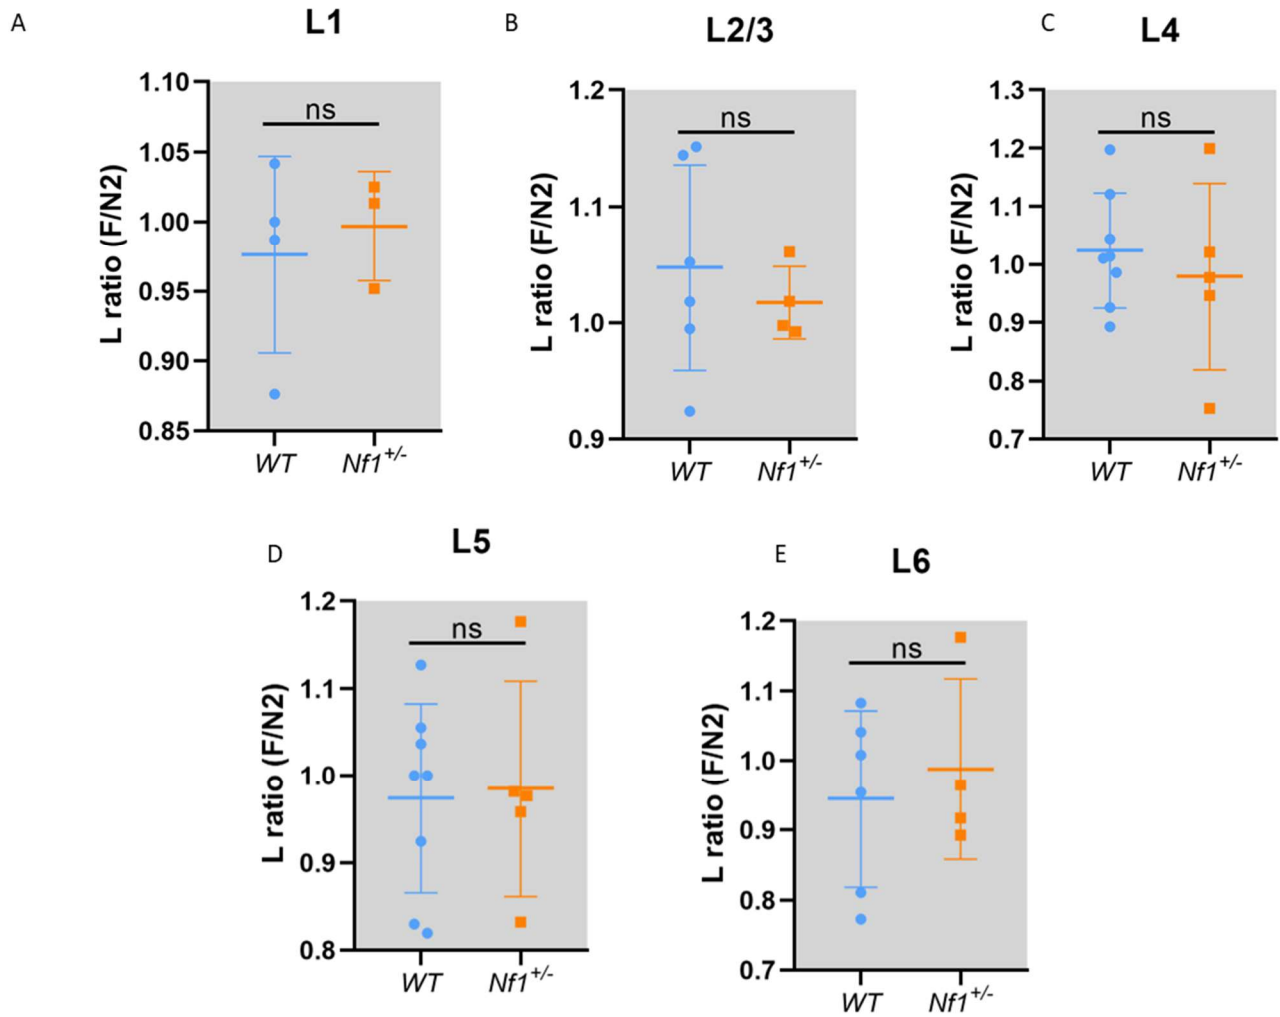 A
L1
L ratio (F/N2)
1.10
1.05
1.00
0.95
0.90
0.85
ns
WT
Nf1+/-
B
L2/3
L ratio (F/N2)
1.2
1.1
1.0
0.9
ns
WT
Nf1+/-
C
L4
L ratio (F/N2)
1.3
1.2
1.1
1.0
0.9
0.8
0.7
ns
WT
Nf1+/-
D
L5
L ratio (F/N2)
1.2
1.1
1.0
0.9
0.8
ns
WT
Nf1+/-
E
L6
L ratio (F/N2)
1.2
1.1
1.0
0.9
0.8
0.7
ns
WT
Nf1+/-